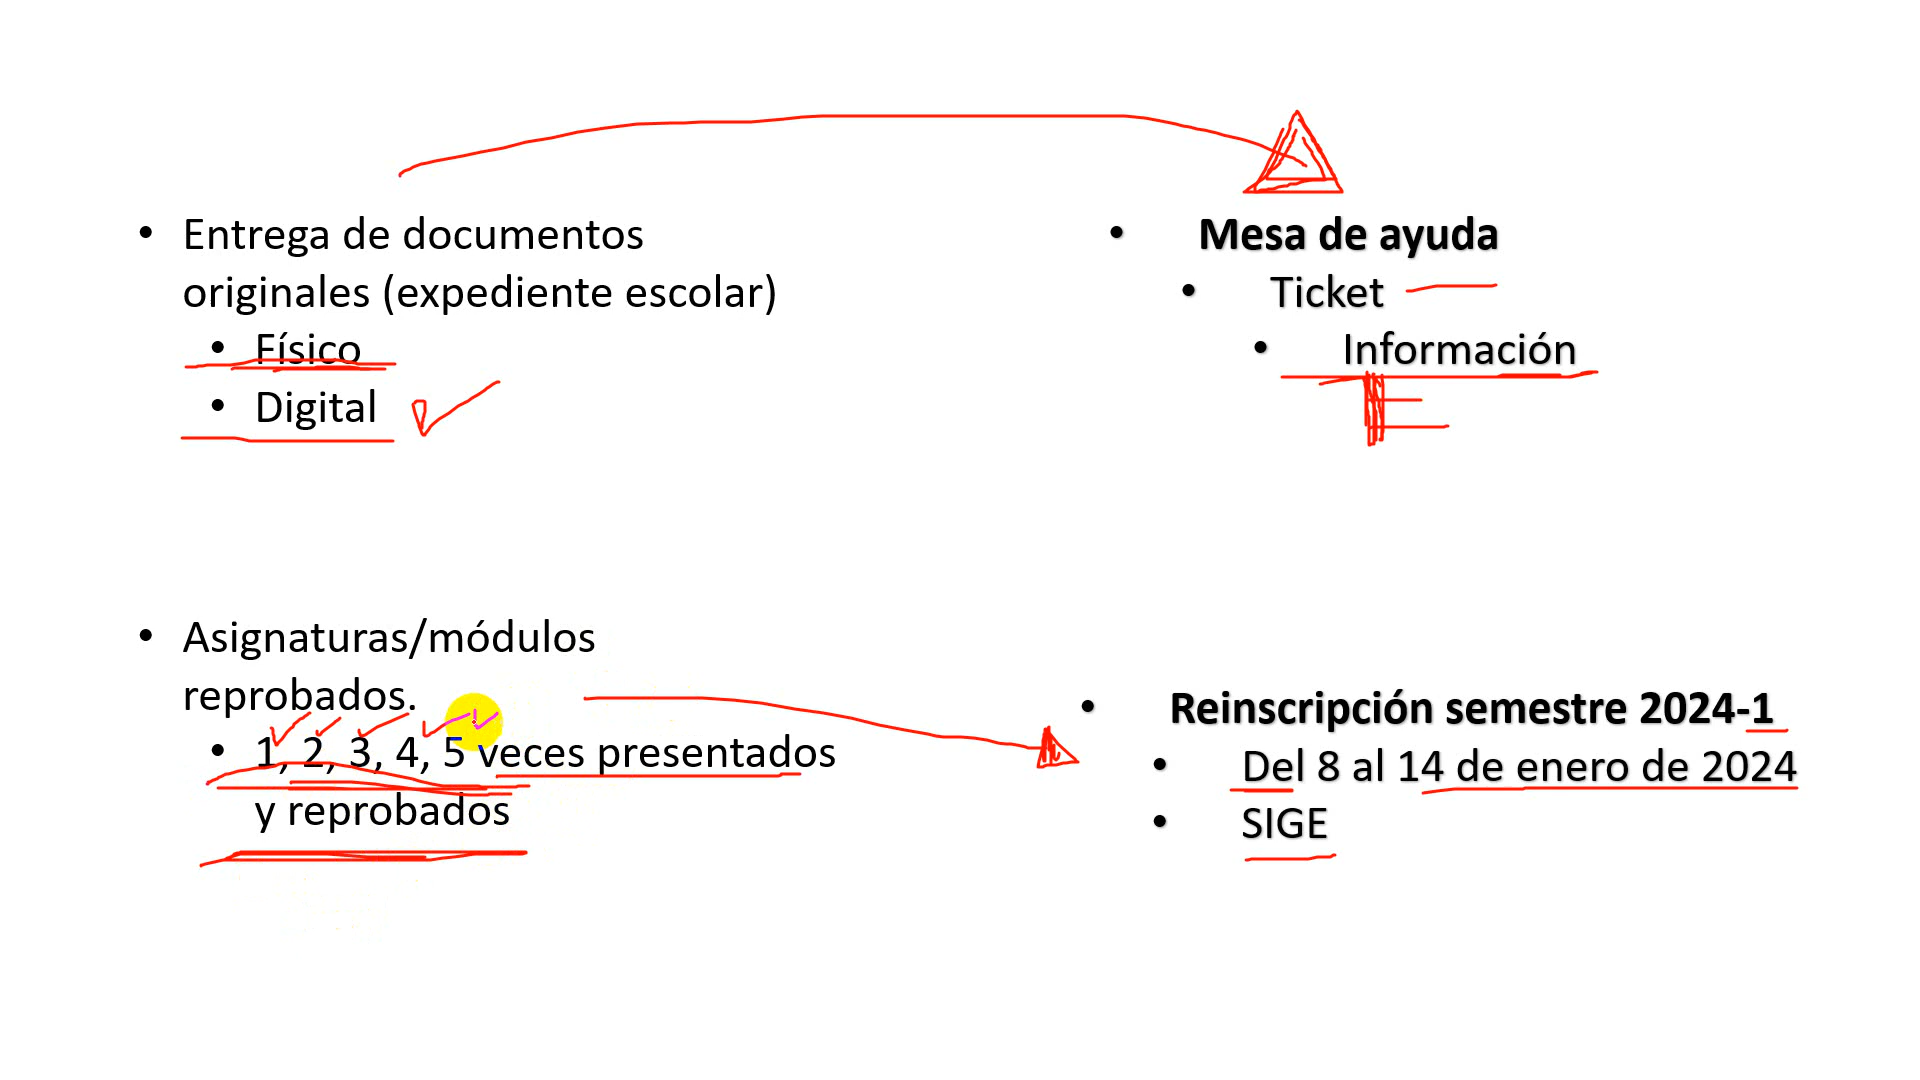 • Entrega de documentos
originales (expediente escolar)
• Físico
• Digital
• Mesa de ayuda
• Ticket
• Información
• Asignaturas/módulos
reprobados.
• 1, 2, 3, 4, 5 veces presentados
y reprobados
• Reinscripción semestre 2024-1
• Del 8 al 14 de enero de 2024
• SIGE